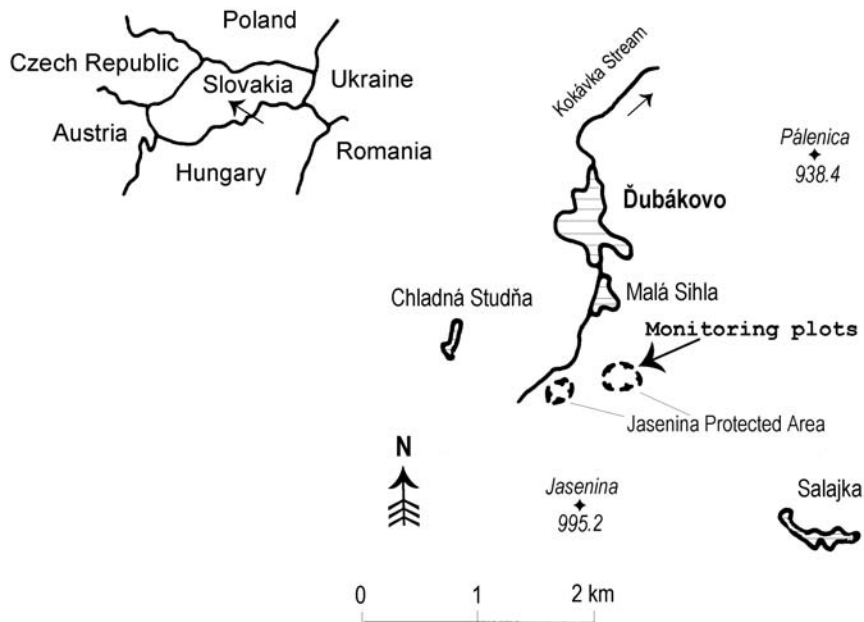 Poland
Czech Republic
Slovakia
Ukraine
Austria
Hungary
Romania
Kokávka Stream
Pálenica
938.4
Ďubákovo
Chladná Studňa
Malá Sihla
Monitoring plots
Jasenina Protected Area
N
Jasenina
995.2
Salajka
0 1 2 km